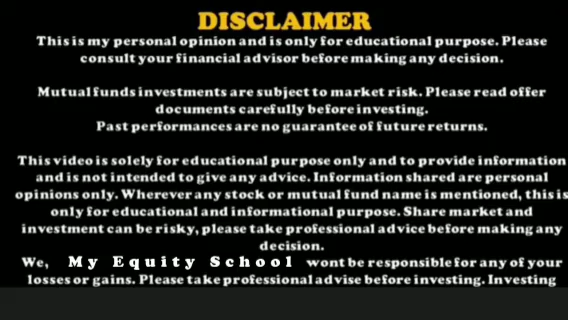 DISCLAIMER
This is my personal opinion and is only for educational purpose. Please
consult your financial advisor before making any decision.
Mutual funds investments are subject to market risk. Please read offer
documents carefully before investing.
Past performances are no guarantee of future returns.
This video is solely for educational purpose only and to provide information
and is not intended to give any advice. Information shared are personal
opinions only. Wherever any stock or mutual fund name is mentioned, this is
only for educational and informational purpose. Share market and
investment can be risky, please take professional advice before making any
decision.
We, My Equity School wont be responsible for any of your
losses or gains. Please take professional advise before investing. Investing